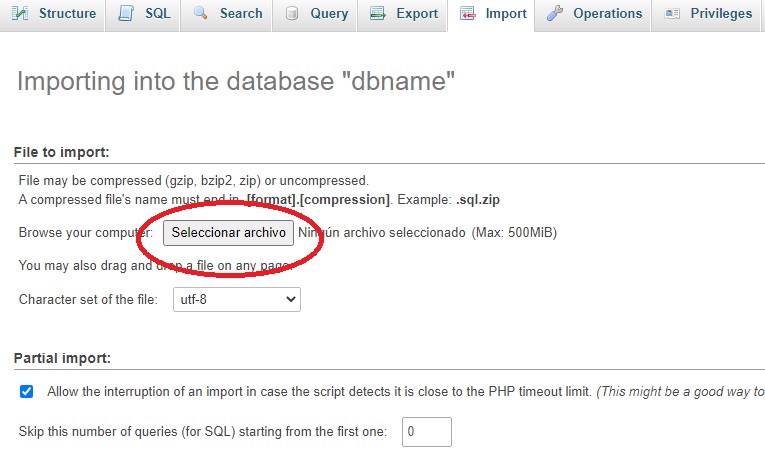 Structure SQL Search Query Export Import Operations Privileges
Importing into the database "dbname"
File to import:
File may be compressed (gzip, bzip2, zip) or uncompressed.
A compressed file's name must end in .[format].[compression]. Example: .sql.zip
Browse your computer: Seleccionar archivo Ningún archivo seleccionado (Max: 500MiB)
You may also drag and drop a file on any page.
Character set of the file: utf-8
Partial import:
Allow the interruption of an import in case the script detects it is close to the PHP timeout limit. (This might be a good way to
Skip this number of queries (for SQL) starting from the first one: 0